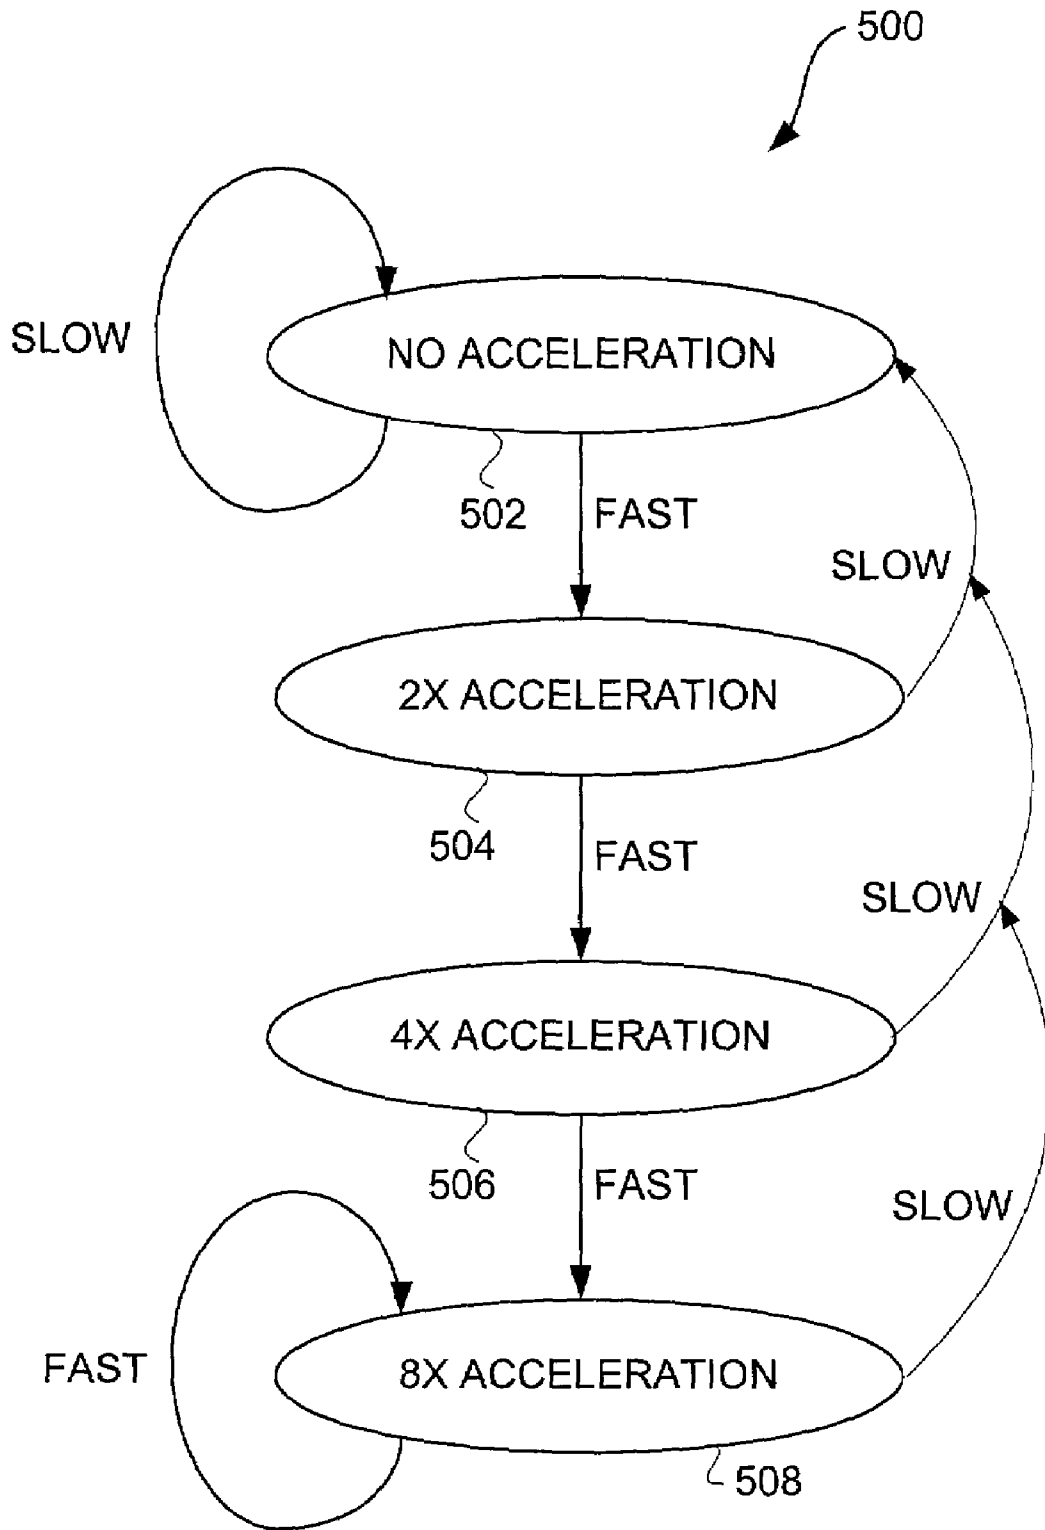 500
SLOW
NO ACCELERATION
502
FAST
SLOW
2X ACCELERATION
504
FAST
SLOW
4X ACCELERATION
506
FAST
SLOW
FAST
8X ACCELERATION
508